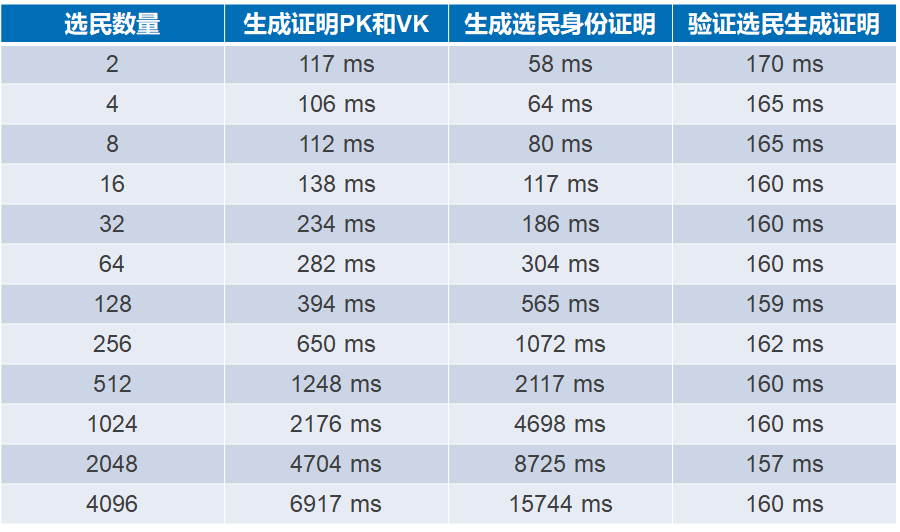 选民数量 生成证明PK和VK 生成选民身份证明 验证选民生成证明
2 117 ms 58 ms 170 ms
4 106 ms 64 ms 165 ms
8 112 ms 80 ms 165 ms
16 138 ms 117 ms 160 ms
32 234 ms 186 ms 160 ms
64 282 ms 304 ms 160 ms
128 394 ms 565 ms 159 ms
256 650 ms 1072 ms 162 ms
512 1248 ms 2117 ms 160 ms
1024 2176 ms 4698 ms 160 ms
2048 4704 ms 8725 ms 157 ms
4096 6917 ms 15744 ms 160 ms